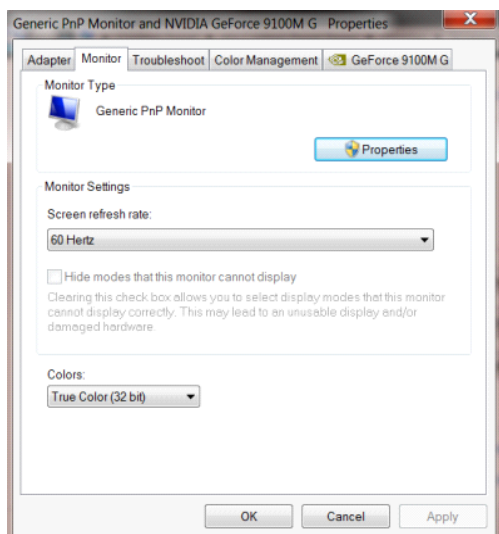 Generic PnP Monitor and NVIDIA GeForce 9100M G Properties
X
Adapter Monitor Troubleshoot Color Management GeForce 9100M G
Monitor Type
Generic PnP Monitor
Properties
Monitor Settings
Screen refresh rate:
60 Hertz
Hide modes that this monitor cannot display
Clearing this check box allows you to select display modes that this monitor
cannot display correctly. This may lead to an unusable display and/or
damaged hardware.
Colors:
True Color (32 bit)
OK Cancel Apply